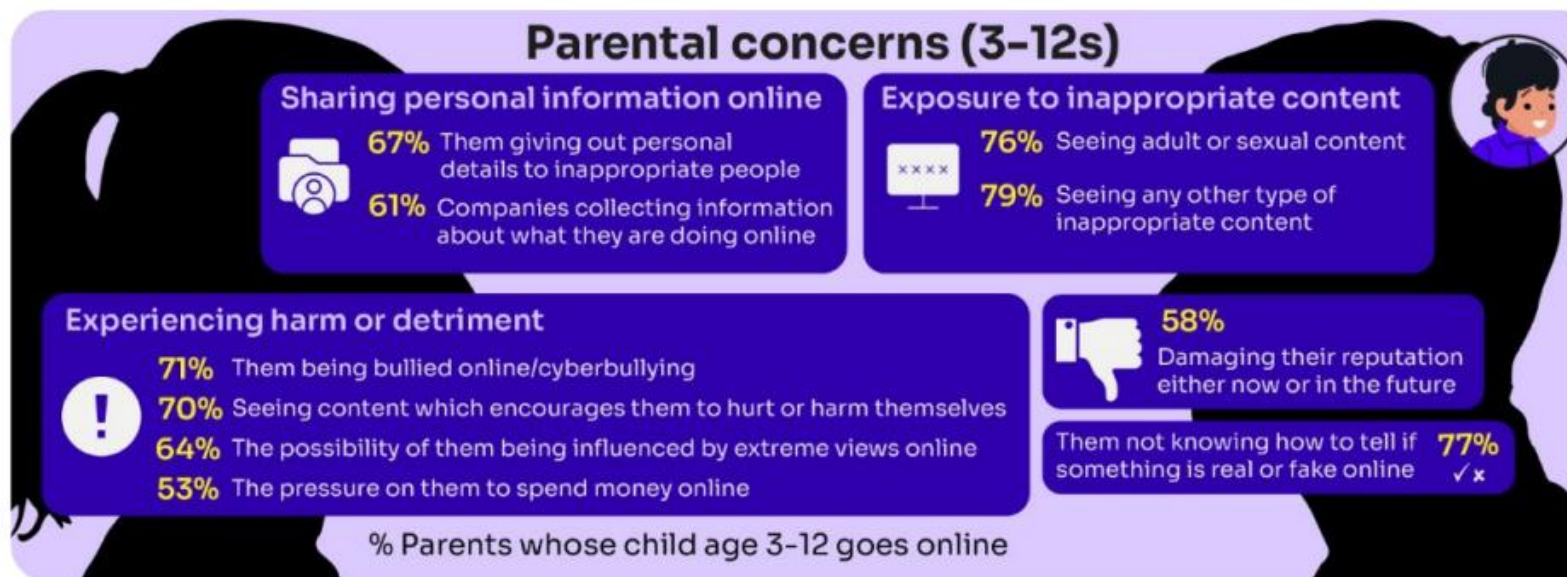 Parental concerns (3-12s)
Sharing personal information online
67% Them giving out personal
details to inappropriate people
61% Companies collecting information
about what they are doing online
Exposure to inappropriate content
xxxx
76% Seeing adult or sexual content
79% Seeing any other type of
inappropriate content
Experiencing harm or detriment
!
71% Them being bullied online/cyberbullying
70% Seeing content which encourages them to hurt or harm themselves
64% The possibility of them being influenced by extreme views online
53% The pressure on them to spend money online
58%
Damaging their reputation
either now or in the future
Them not knowing how to tell if 77%
something is real or fake online ✓x
% Parents whose child age 3-12 goes online